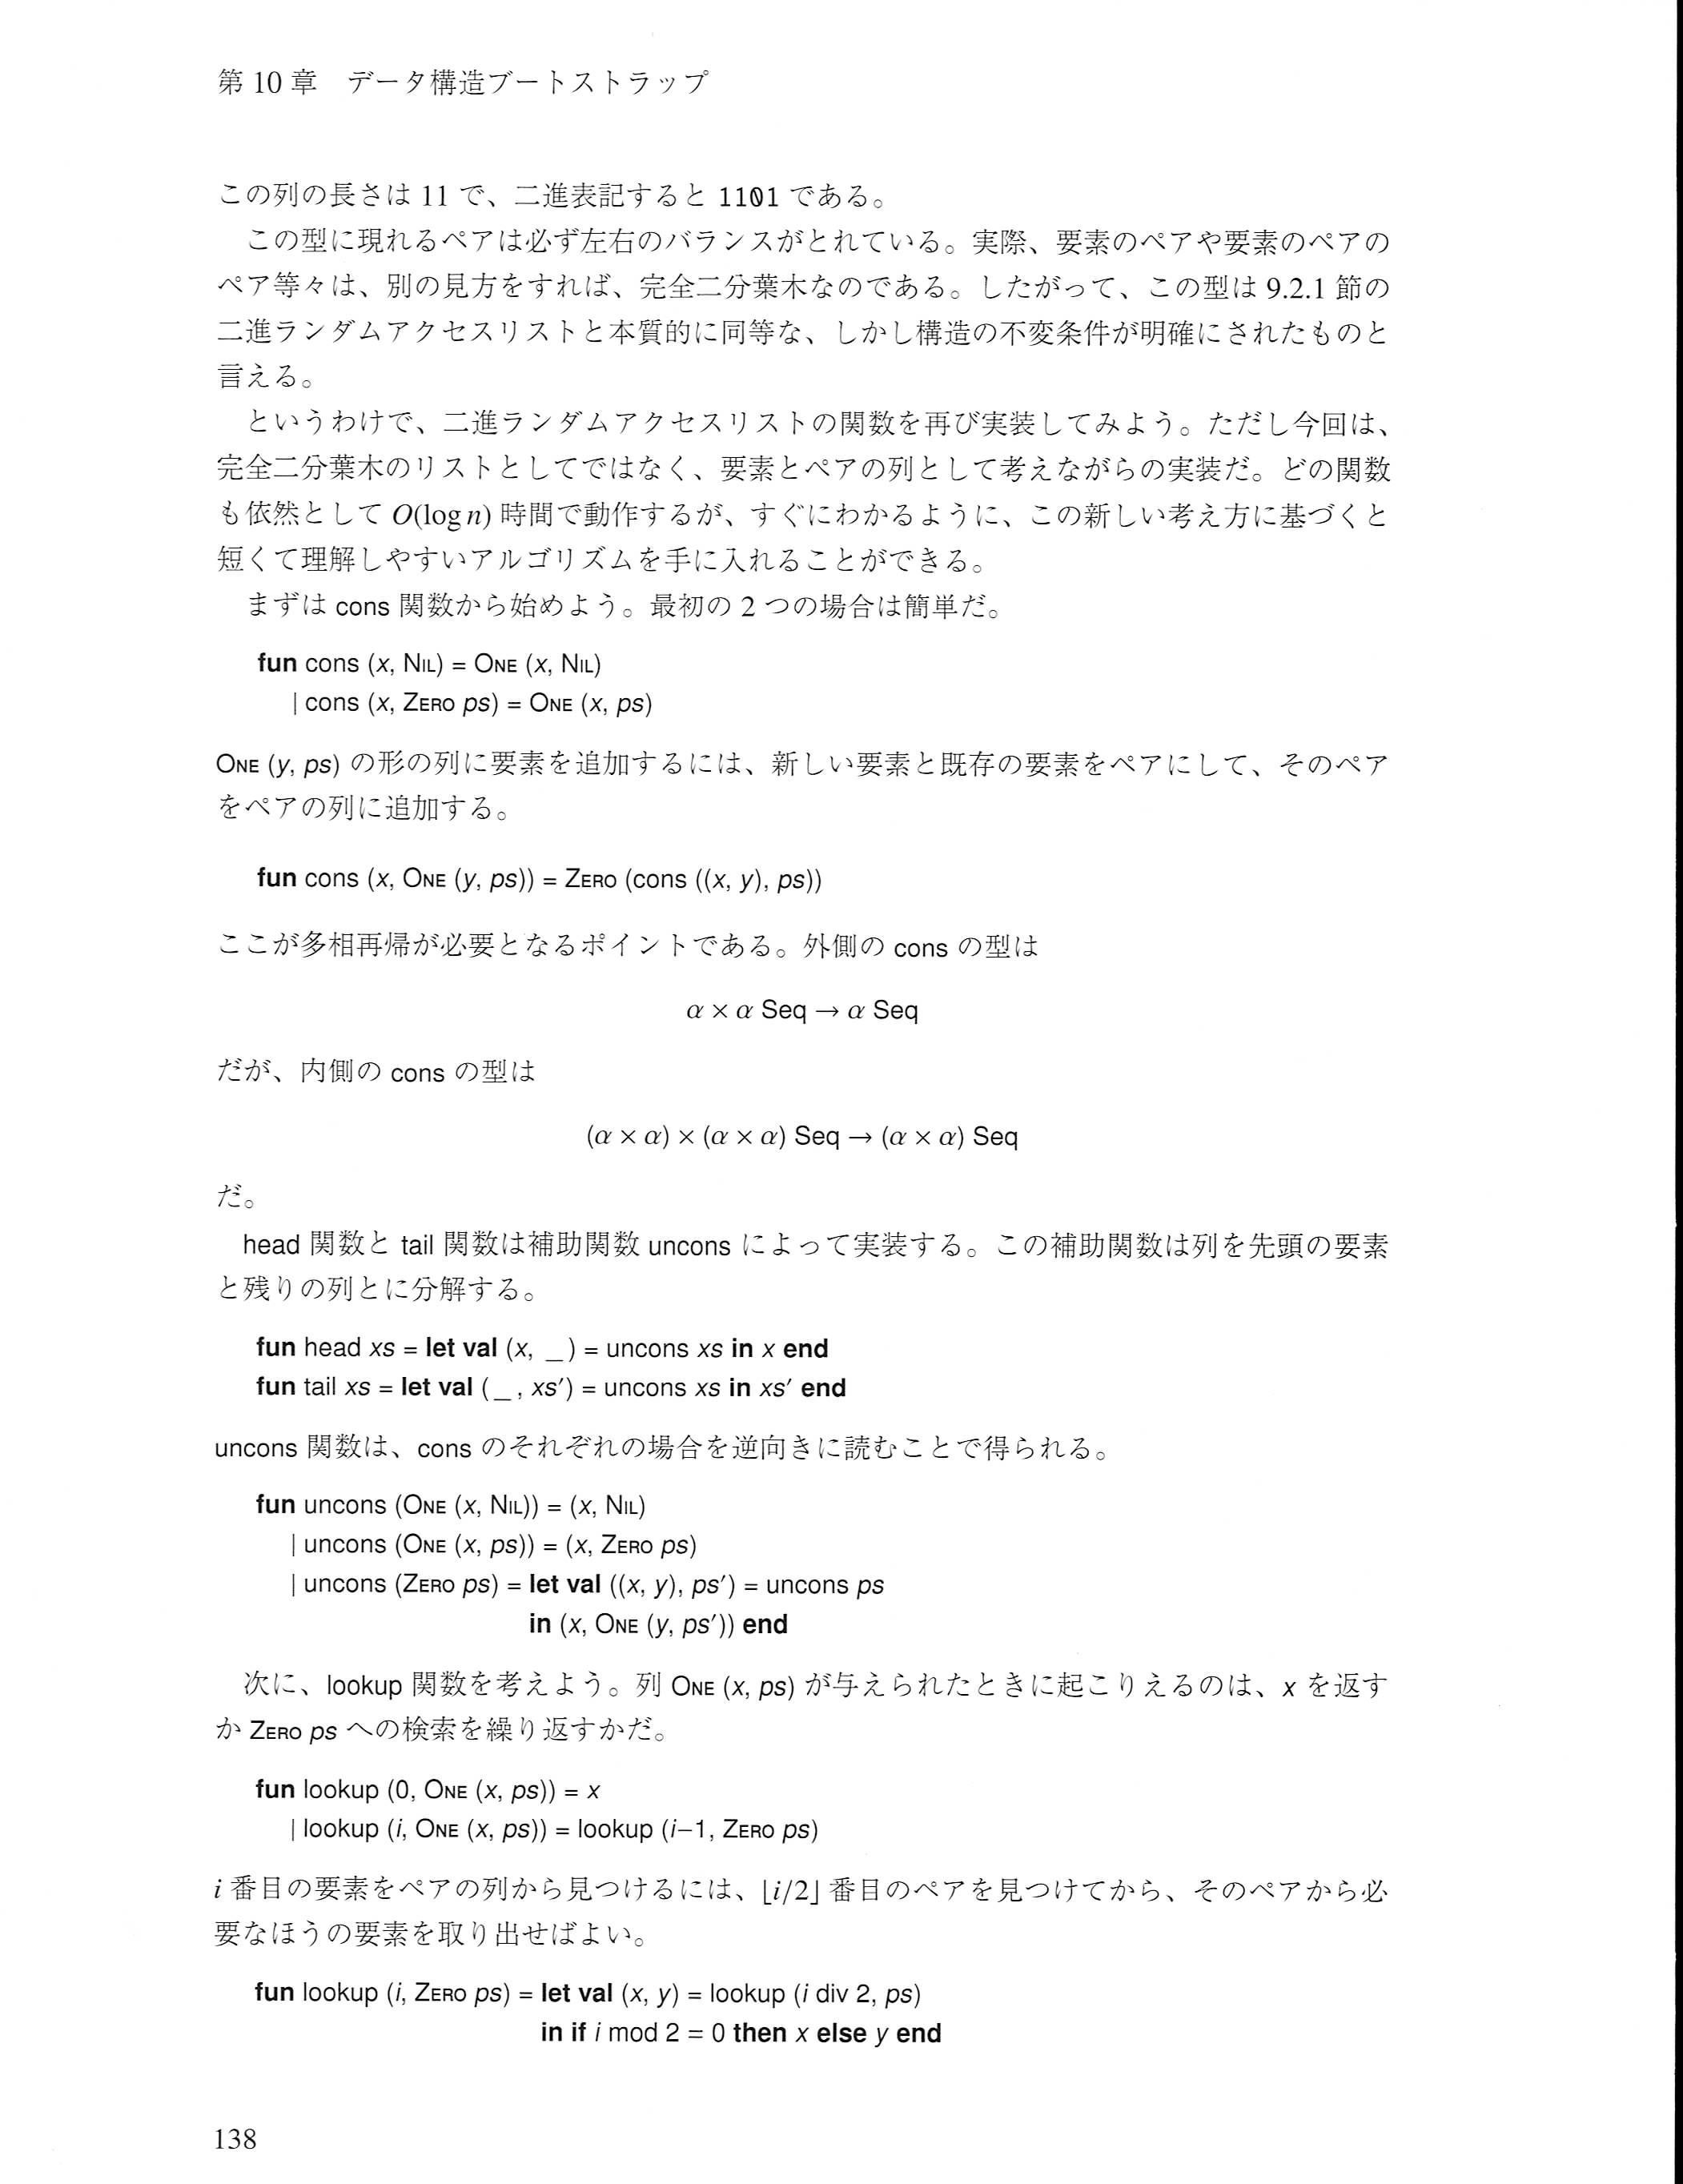 第 10 章　データ構造ブートストラップ
この列の長さは 11 で、二進表記すると 1101 である。
　この型に現れるペアは必ず左右のバランスがとれている。実際、要素のペアや要素のペアの
ペア等々は、別の見方をすれば、完全二分葉木なのである。したがって、この型は 9.2.1 節の
二進ランダムアクセスリストと本質的に同等な、しかし構造の不変条件が明確にされたものと
言える。
　というわけで、二進ランダムアクセスリストの関数を再び実装してみよう。ただし今回は、
完全二分葉木のリストとしてではなく、要素とペアの列として考えながらの実装だ。どの関数
も依然として O(log n) 時間で動作するが、すぐにわかるように、この新しい考え方に基づくと
短くて理解しやすいアルゴリズムを手に入れることができる。
　まずは cons 関数から始めよう。最初の 2 つの場合は簡単だ。
fun cons (x, NIL) = ONE (x, NIL)
| cons (x, ZERO ps) = ONE (x, ps)
ONE (y, ps) の形の列に要素を追加するには、新しい要素と既存の要素をペアにして、そのペア
をペアの列に追加する。
fun cons (x, ONE (y, ps)) = ZERO (cons ((x, y), ps))
ここが多相再帰が必要となるポイントである。外側の cons の型は
α × α Seq → α Seq
だが、内側の cons の型は
(α × α) × (α × α) Seq → (α × α) Seq
だ。
　head 関数と tail 関数は補助関数 uncons によって実装する。この補助関数は列を先頭の要素
と残りの列とに分解する。
fun head xs = let val (x, _ ) = uncons xs in x end
fun tail xs = let val ( _ , xs′) = uncons xs in xs′ end
uncons 関数は、cons のそれぞれの場合を逆向きに読むことで得られる。
fun uncons (ONE (x, NIL)) = (x, NIL)
| uncons (ONE (x, ps)) = (x, ZERO ps)
| uncons (ZERO ps) = let val ((x, y), ps′) = uncons ps
in (x, ONE (y, ps′)) end
　次に、lookup 関数を考えよう。列 ONE (x, ps) が与えられたときに起こりえるのは、x を返す
か ZERO ps への検索を繰り返すかだ。
fun lookup (0, ONE (x, ps)) = x
| lookup (i, ONE (x, ps)) = lookup (i−1, ZERO ps)
i 番目の要素をペアの列から見つけるには、⌊i/2⌋ 番目のペアを見つけてから、そのペアから必
要なほうの要素を取り出せばよい。
fun lookup (i, ZERO ps) = let val (x, y) = lookup (i div 2, ps)
in if i mod 2 = 0 then x else y end
138